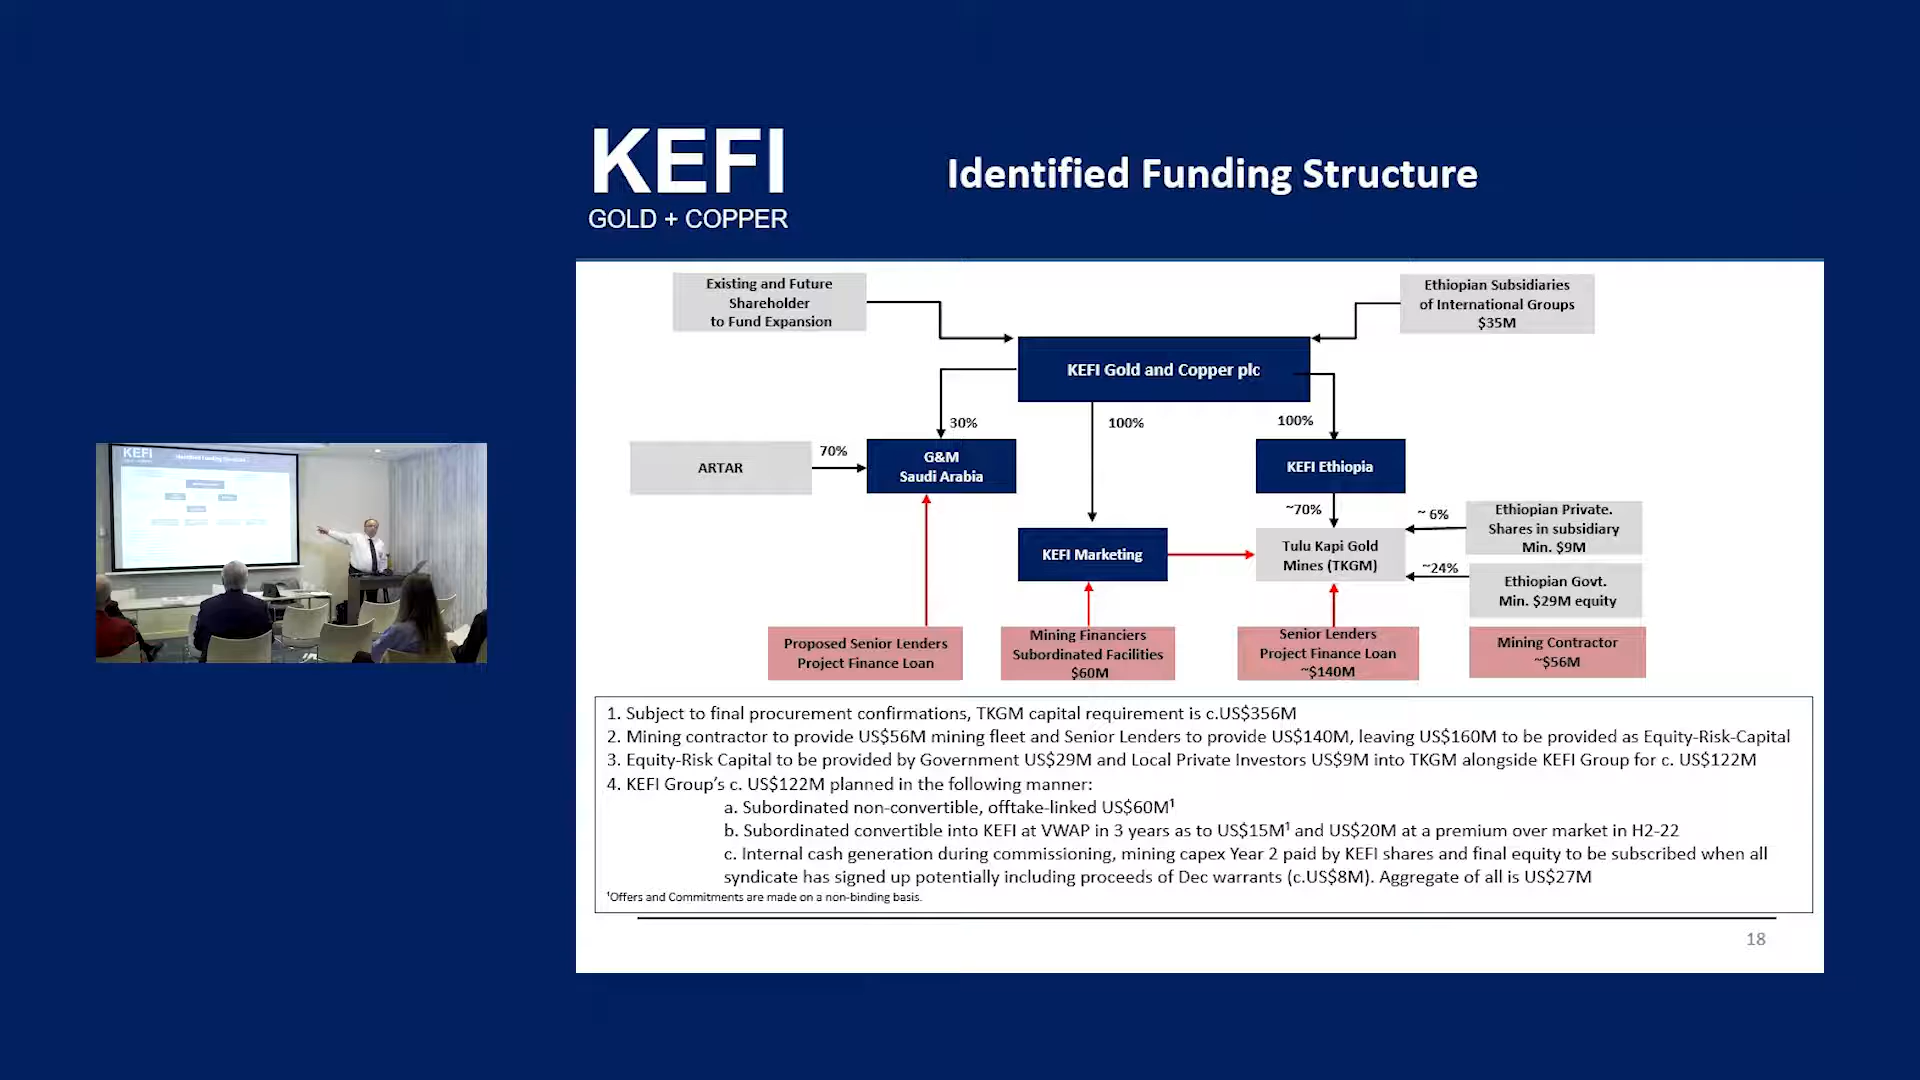 KEFI
GOLD + COPPER
Identified Funding Structure
Existing and Future
Shareholder
to Fund Expansion
Ethiopian Subsidiaries
of International Groups
$35M
KEFI Gold and Copper plc
30%
100%
100%
ARTAR
70%
G&M
Saudi Arabia
KEFI Ethiopia
~70%
~ 6%
Ethiopian Private.
Shares in subsidiary
Min. $9M
KEFI Marketing
Tulu Kapi Gold
Mines (TKGM)
~24%
Ethiopian Govt.
Min. $29M equity
Proposed Senior Lenders
Project Finance Loan
Mining Financiers
Subordinated Facilities
$60M
Senior Lenders
Project Finance Loan
~$140M
Mining Contractor
~$56M
1. Subject to final procurement confirmations, TKGM capital requirement is c.US$356M
2. Mining contractor to provide US$56M mining fleet and Senior Lenders to provide US$140M, leaving US$160M to be provided as Equity-Risk-Capital
3. Equity-Risk Capital to be provided by Government US$29M and Local Private Investors US$9M into TKGM alongside KEFI Group for c. US$122M
4. KEFI Group's c. US$122M planned in the following manner:
a. Subordinated non-convertible, offtake-linked US$60M¹
b. Subordinated convertible into KEFI at VWAP in 3 years as to US$15M¹ and US$20M at a premium over market in H2-22
c. Internal cash generation during commissioning, mining capex Year 2 paid by KEFI shares and final equity to be subscribed when all
syndicate has signed up potentially including proceeds of Dec warrants (c.US$8M). Aggregate of all is US$27M
¹Offers and Commitments are made on a non-binding basis.
18
KEFI
Identified Funding Structure